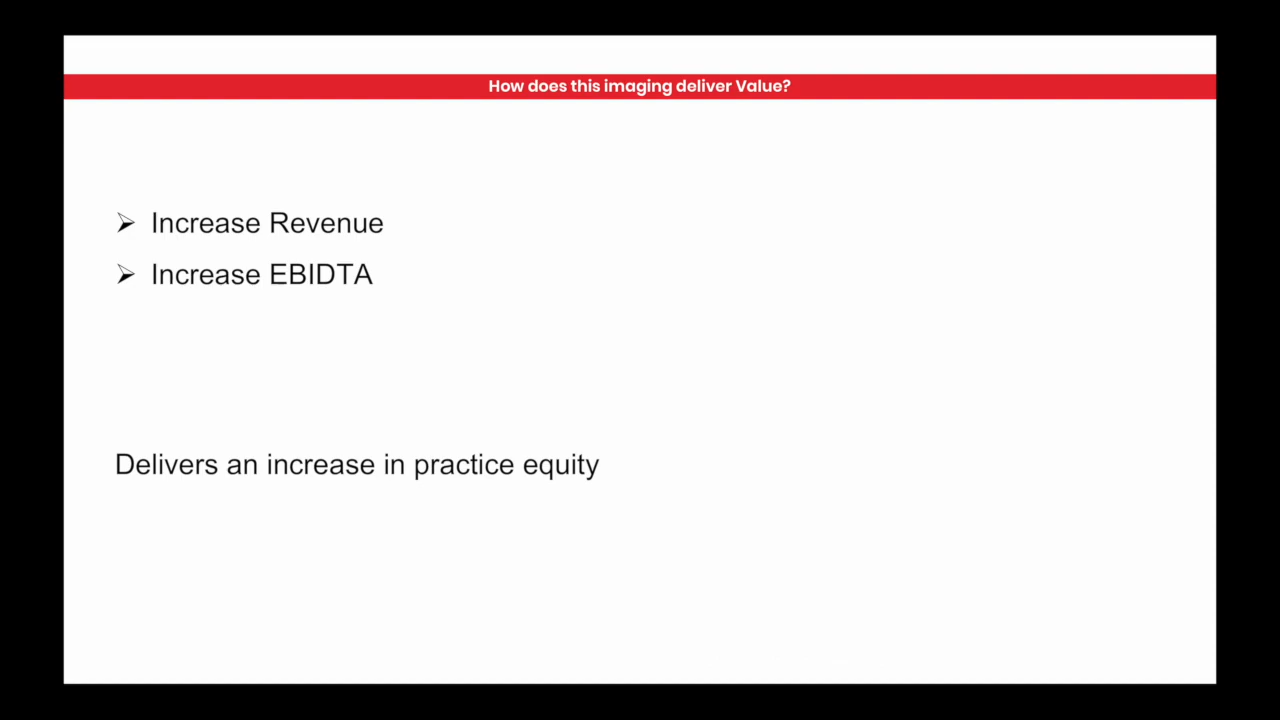 How does this imaging deliver Value?
➢ Increase Revenue
➢ Increase EBIDTA
Delivers an increase in practice equity